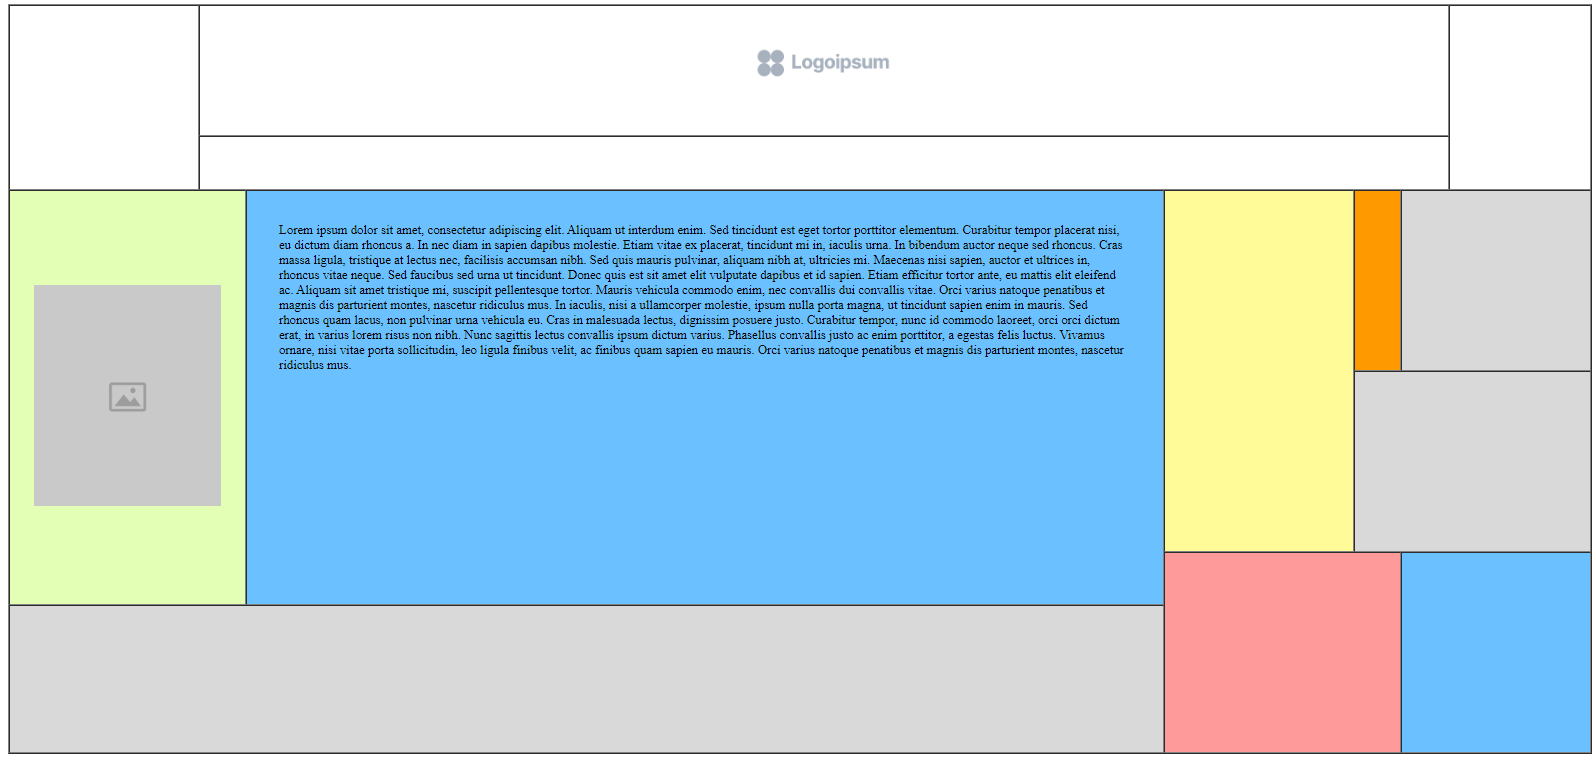 Logoipsum
Lorem ipsum dolor sit amet, consectetur adipiscing elit. Aliquam ut interdum enim. Sed tincidunt est eget tortor porttitor elementum. Curabitur tempor placerat nisi,
eu dictum diam rhoncus a. In nec diam in sapien dapibus molestie. Etiam vitae ex placerat, tincidunt mi in, iaculis urna. In bibendum auctor neque sed rhoncus. Cras
massa ligula, tristique at lectus nec, facilisis accumsan nibh. Sed quis mauris pulvinar, aliquam nibh at, ultricies mi. Maecenas nisi sapien, auctor et ultrices in,
rhoncus vitae neque. Sed faucibus sed urna ut tincidunt. Donec quis est sit amet elit vulputate dapibus et id sapien. Etiam efficitur tortor ante, eu mattis elit eleifend
ac. Aliquam sit amet tristique mi, suscipit pellentesque tortor. Mauris vehicula commodo enim, nec convallis dui convallis vitae. Orci varius natoque penatibus et
magnis dis parturient montes, nascetur ridiculus mus. In iaculis, nisi a ullamcorper molestie, ipsum nulla porta magna, ut tincidunt sapien enim in mauris. Sed
rhoncus quam lacus, non pulvinar urna vehicula eu. Cras in malesuada lectus, dignissim posuere justo. Curabitur tempor, nunc id commodo laoreet, orci orci dictum
erat, in varius lorem risus non nibh. Nunc sagittis lectus convallis ipsum dictum varius. Phasellus convallis justo ac enim porttitor, a egestas felis luctus. Vivamus
ornare, nisi vitae porta sollicitudin, leo ligula finibus velit, ac finibus quam sapien eu mauris. Orci varius natoque penatibus et magnis dis parturient montes, nascetur
ridiculus mus.